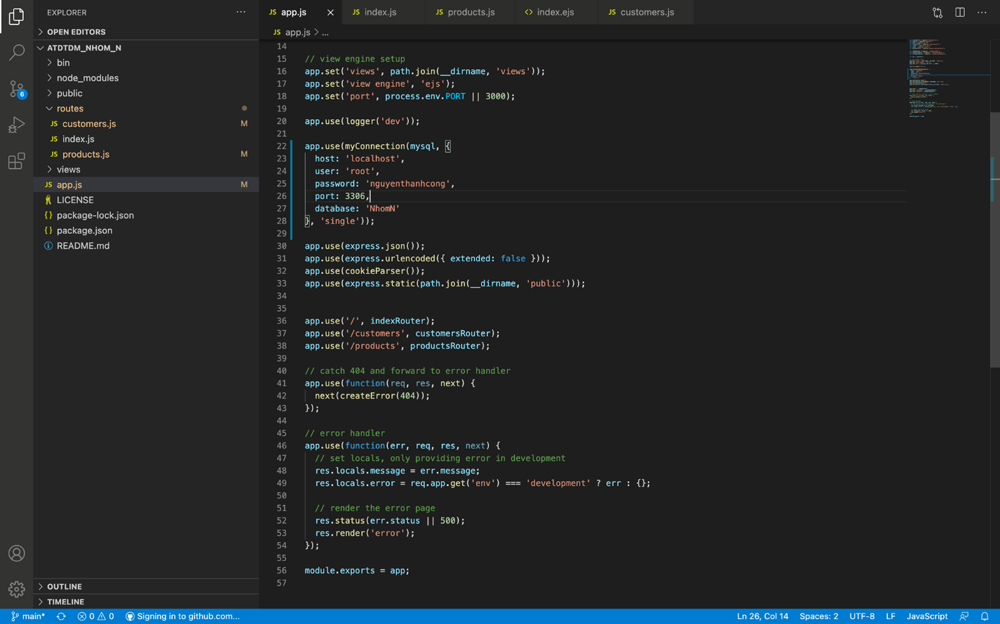 EXPLORER
OPEN EDITORS
ATDTDM_NHOM_N
bin
node_modules
public
routes
JS customers.js M
JS index.js
JS products.js M
views
JS app.js M
LICENSE
{} package-lock.json
{} package.json
README.md
OUTLINE
TIMELINE
6
JS app.js
JS index.js
JS products.js
<> index.ejs
JS customers.js
JS app.js > ...
14
15 // view engine setup
16 app.set('views', path.join(__dirname, 'views'));
17 app.set('view engine', 'ejs');
18 app.set('port', process.env.PORT || 3000);
19
20 app.use(logger('dev'));
21
22 app.use(myConnection(mysql, {
23 host: 'localhost',
24 user: 'root',
25 password: 'nguyenthanhcong',
26 port: 3306,
27 database: 'NhomN'
28 }, 'single'));
29
30 app.use(express.json());
31 app.use(express.urlencoded({ extended: false }));
32 app.use(cookieParser());
33 app.use(express.static(path.join(__dirname, 'public')));
34
35
36 app.use('/', indexRouter);
37 app.use('/customers', customersRouter);
38 app.use('/products', productsRouter);
39
40 // catch 404 and forward to error handler
41 app.use(function(req, res, next) {
42 next(createError(404));
43 });
44
45 // error handler
46 app.use(function(err, req, res, next) {
47 // set locals, only providing error in development
48 res.locals.message = err.message;
49 res.locals.error = req.app.get('env') === 'development' ? err : {};
50
51 // render the error page
52 res.status(err.status || 500);
53 res.render('error');
54 });
55
56 module.exports = app;
57
main* 0 0 Signing in to github.com... Ln 26, Col 14 Spaces: 2 UTF-8 LF JavaScript